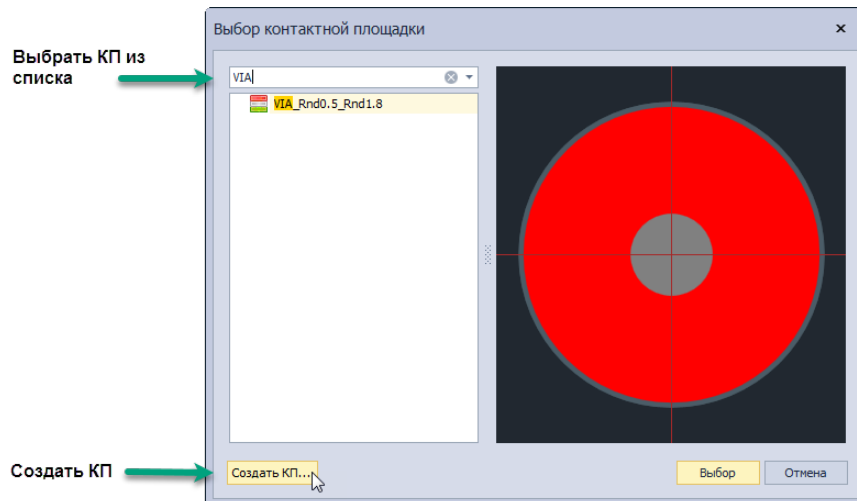 Выбор контактной площадки
Выбрать КП из
списка
VIA
VIA_Rnd0.5_Rnd1.8
Создать КП
Создать КП...
Выбор
Отмена